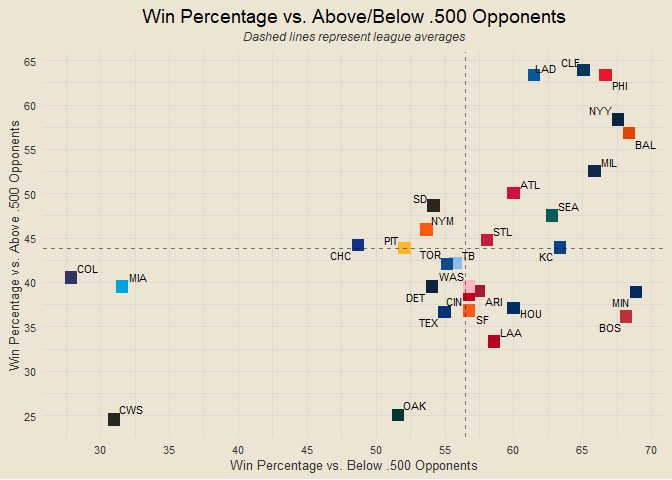 Win Percentage vs. Above/Below .500 Opponents
Dashed lines represent league averages
Win Percentage vs. Above .500 Opponents
65
60
55
50
45
40
35
30
25
LAD
CLE
PHI
NYY
BAL
MIL
ATL
SD
SEA
NYM
STL
PIT
CHC
KC
TOR
TB
COL
MIA
WAS
DET
CIN
ARI
MIN
TEX
SF
HOU
BOS
LAA
CWS
OAK
30
35
40
45
50
55
60
65
70
Win Percentage vs. Below .500 Opponents